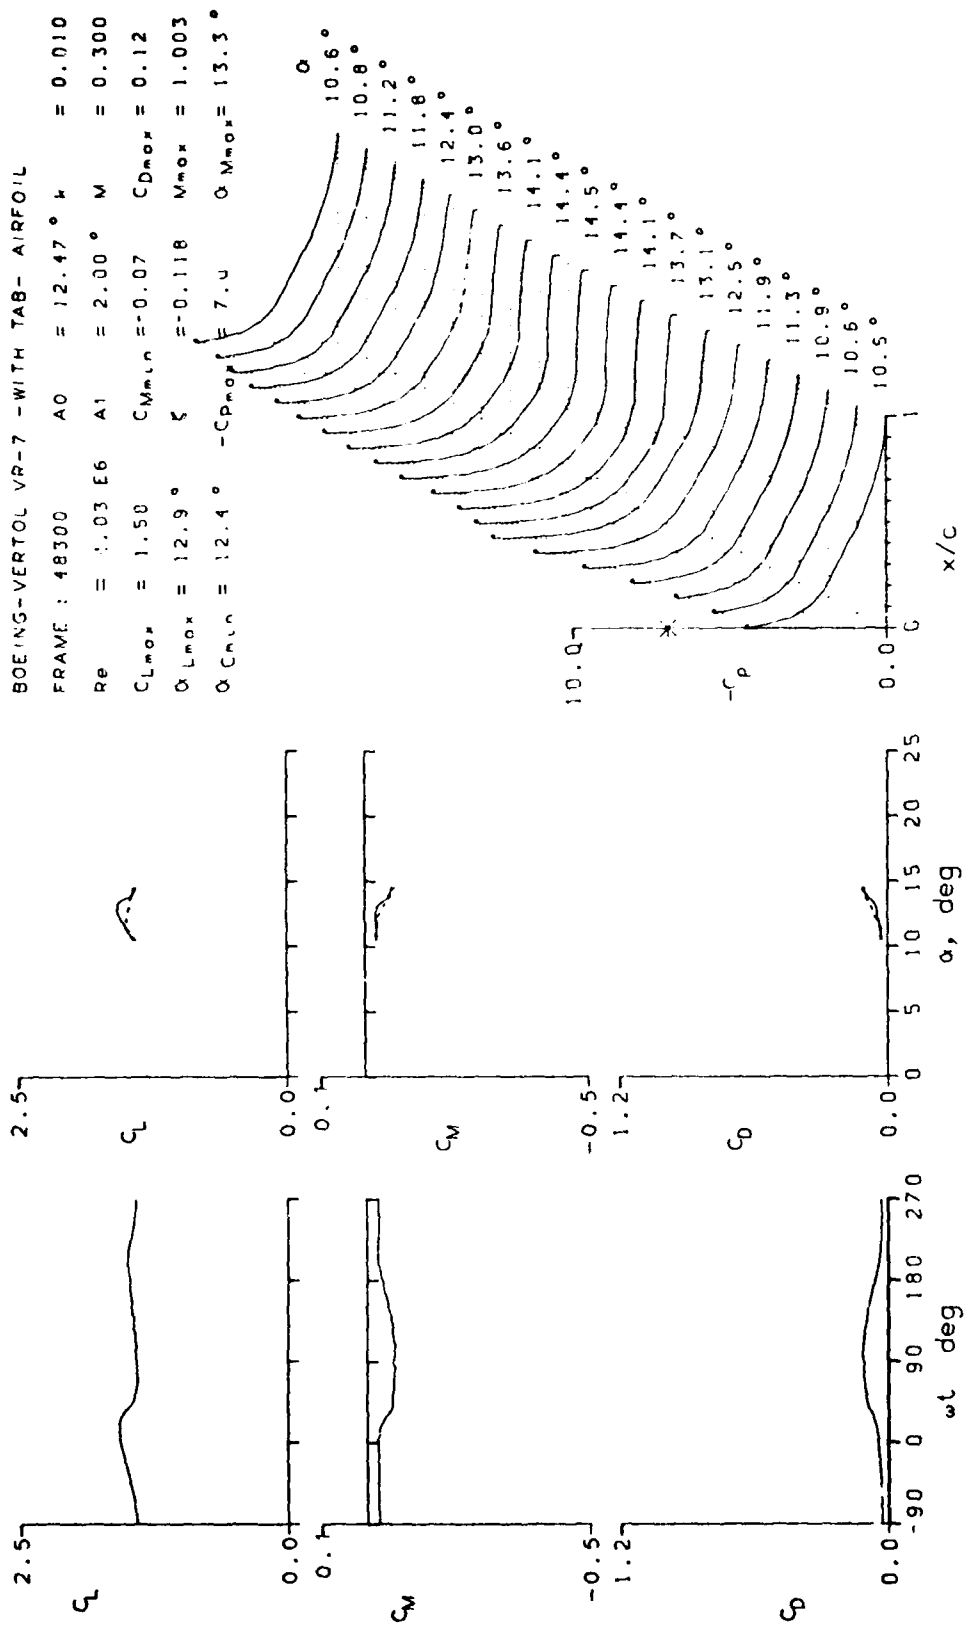 BOEING-VERTOL VR-7 -WITH TAB- AIRFOIL
FRAME : 48300 A0 = 12.47° k = 0.010
Re = 1.03 E6 A1 = 2.00° M = 0.300
CLmax = 1.50 CMmin =-0.07 CDmax = 0.12
αLmax = 12.9° ζ =-0.118 Mmax = 1.003
αCmin = 12.4° -CPmax = 7.0 αMmax= 13.3°
α
10.6°
10.8°
11.2°
11.8°
12.4°
13.0°
13.6°
14.1°
14.4°
14.5°
14.4°
14.1°
13.7°
13.1°
12.5°
11.9°
11.3°
10.9°
10.6°
10.5°
10.0
-CP
0.0
0 1
x/c
2.5
CL
0.0
0.1
CM
-0.5
1.2
CD
0.0
0 5 10 15 20 25
α, deg
2.5
CL
0.0
0.1
CM
-0.5
1.2
CD
0.0
-90 0 90 180 270
ωt deg